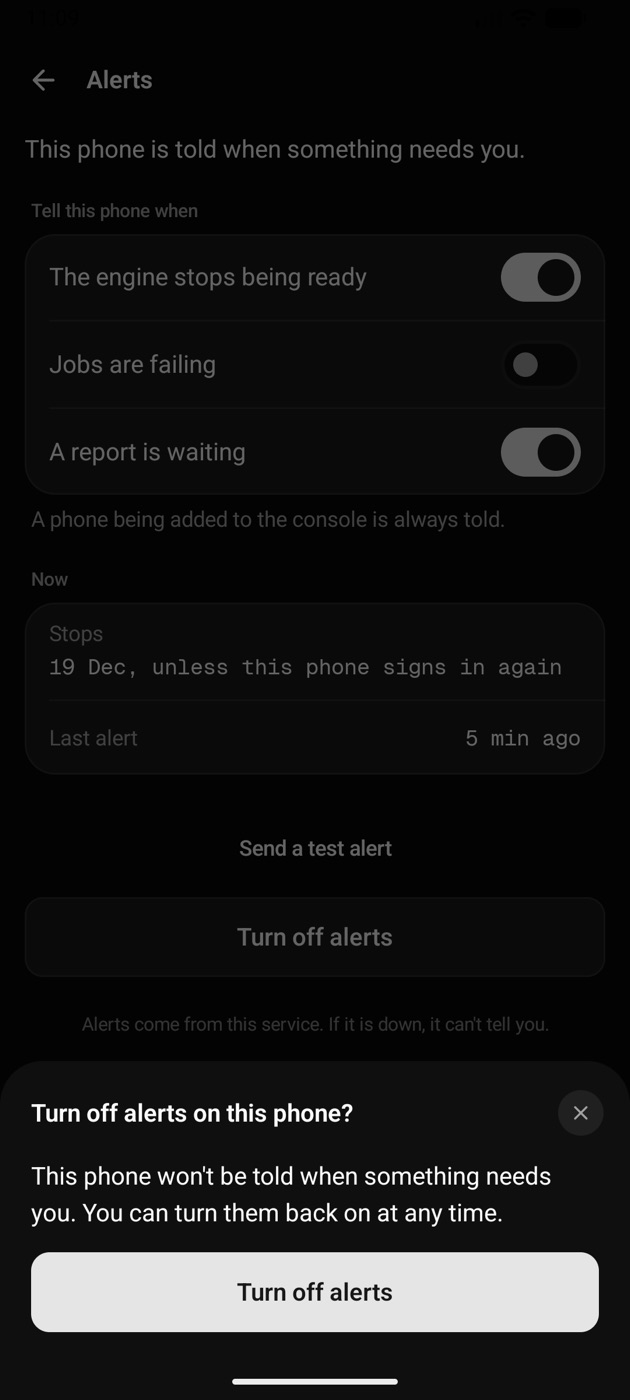 Alerts
This phone is told when something needs you.
Tell this phone when
The engine stops being ready
Jobs are failing
A report is waiting
A phone being added to the console is always told.
Now
Stops
19 Dec, unless this phone signs in again
Last alert
5 min ago
Send a test alert
Turn off alerts
Alerts come from this service. If it is down, it can't tell you.
Turn off alerts on this phone?
This phone won't be told when something needs
you. You can turn them back on at any time.
Turn off alerts